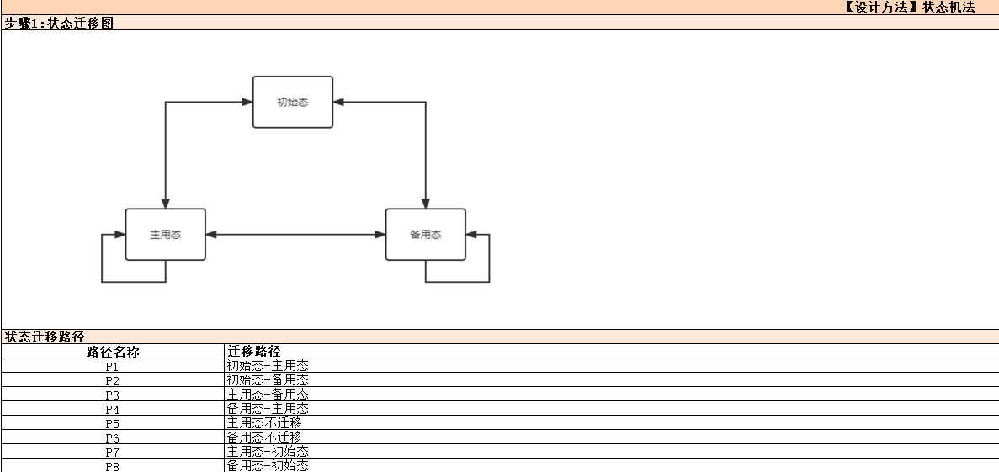 【设计方法】状态机法
步骤1:状态迁移图
初始态
主用态
备用态
状态迁移路径
路径名称 迁移路径
P1 初始态-主用态
P2 初始态-备用态
P3 主用态-备用态
P4 备用态-主用态
P5 主用态不迁移
P6 备用态不迁移
P7 主用态-初始态
P8 备用态-初始态